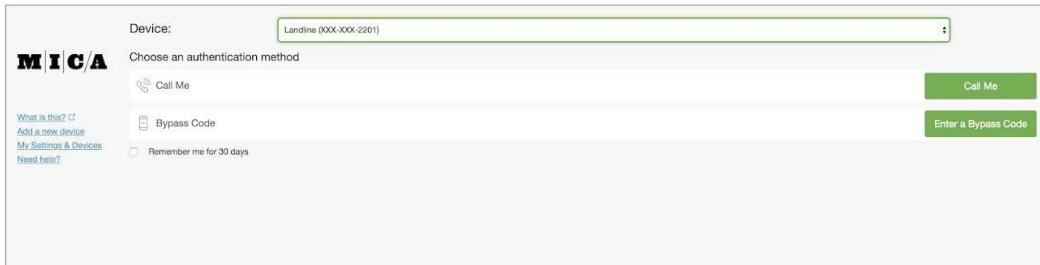 Device:
Landline (XXX-XXX-2201)
M|I|C/A
Choose an authentication method
Call Me
Call Me
Bypass Code
Enter a Bypass Code
Remember me for 30 days
What is this?
Add a new device
My Settings & Devices
Need help?